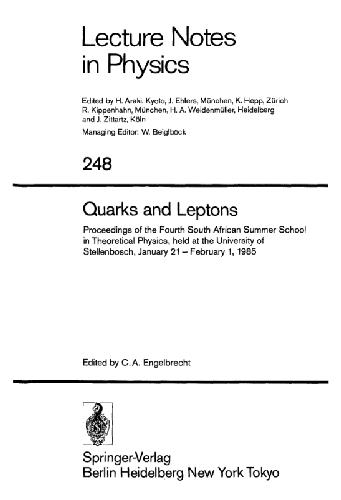 Lecture Notes
in Physics
Edited by H. Araki, Kyoto, J. Ehlers, München, K. Hepp, Zürich
R. Kippenhahn, München, H. A. Weidenmüller, Heidelberg
and J. Zittartz, Köln
Managing Editor: W. Beiglböck
248
Quarks and Leptons
Proceedings of the Fourth South African Summer School
in Theoretical Physics, held at the University of
Stellenbosch, January 21 – February 1, 1985
Edited by C. A. Engelbrecht
Springer-Verlag
Berlin Heidelberg New York Tokyo